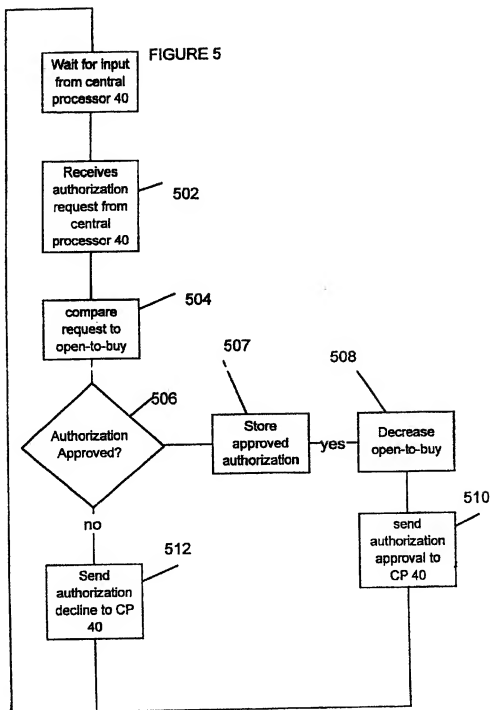 FIGURE 5
Wait for input
from central
processor 40
Receives
authorization
request from
central
processor 40
502
compare
request to
open-to-buy
504
Authorization
Approved?
506
Store
approved
authorization
507
yes
Decrease
open-to-buy
508
send
authorization
approval to
CP 40
510
no
Send
authorization
decline to CP
40
512